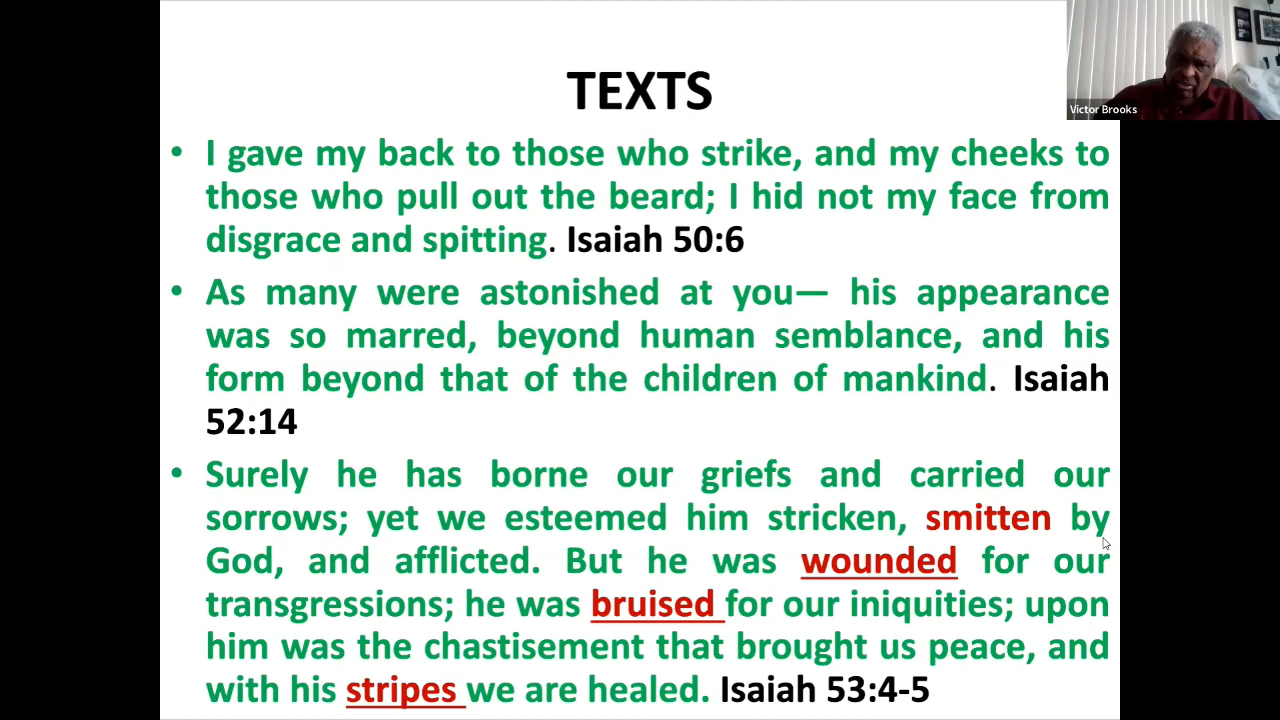 TEXTS
Victor Brooks
• I gave my back to those who strike, and my cheeks to
those who pull out the beard; I hid not my face from
disgrace and spitting. Isaiah 50:6
• As many were astonished at you— his appearance
was so marred, beyond human semblance, and his
form beyond that of the children of mankind. Isaiah
52:14
• Surely he has borne our griefs and carried our
sorrows; yet we esteemed him stricken, smitten by
God, and afflicted. But he was wounded for our
transgressions; he was bruised for our iniquities; upon
him was the chastisement that brought us peace, and
with his stripes we are healed. Isaiah 53:4-5